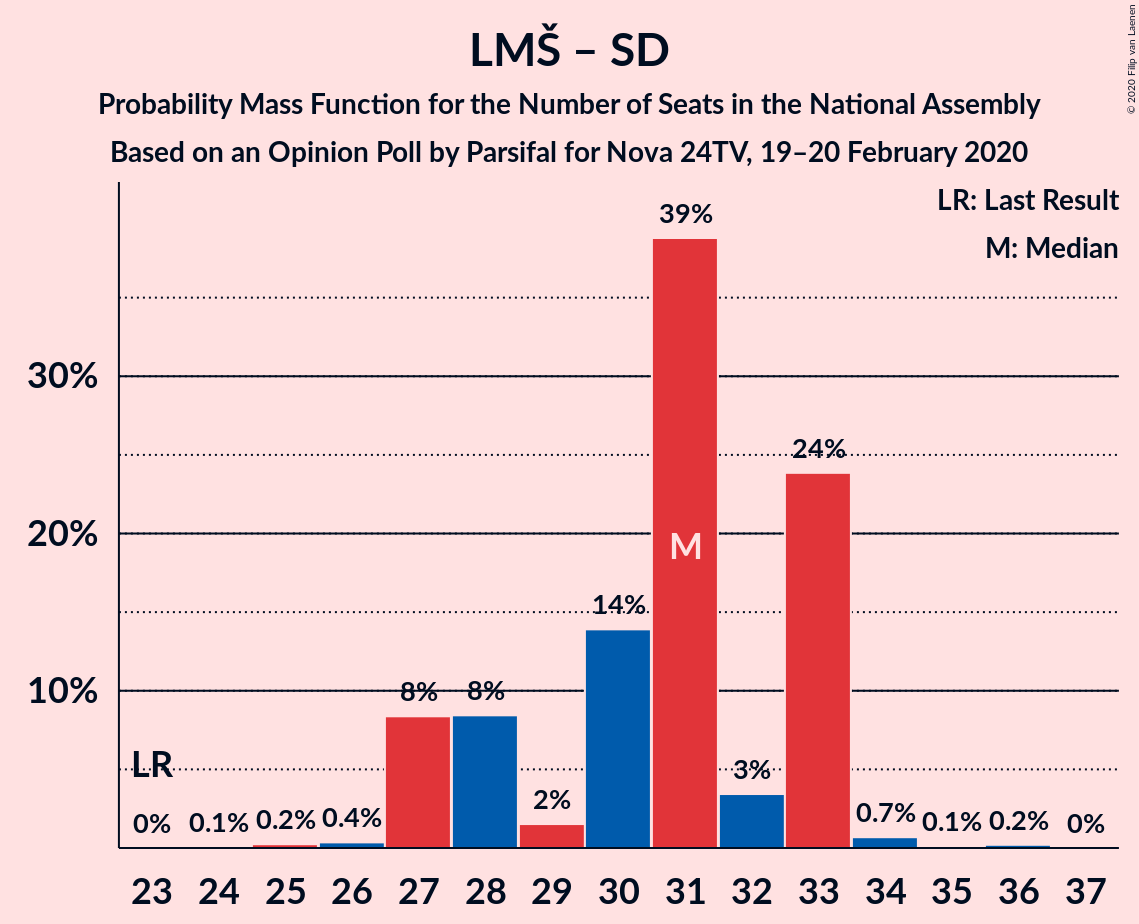 LMŠ – SD
Probability Mass Function for the Number of Seats in the National Assembly
Based on an Opinion Poll by Parsifal for Nova 24TV, 19–20 February 2020
© 2020 Filip van Laenen
LR: Last Result
M: Median
30%
20%
10%
LR
0%
0.1%
0.2%
0.4%
8%
8%
2%
14%
39%
M
3%
24%
0.7%
0.1%
0.2%
0%
23 24 25 26 27 28 29 30 31 32 33 34 35 36 37